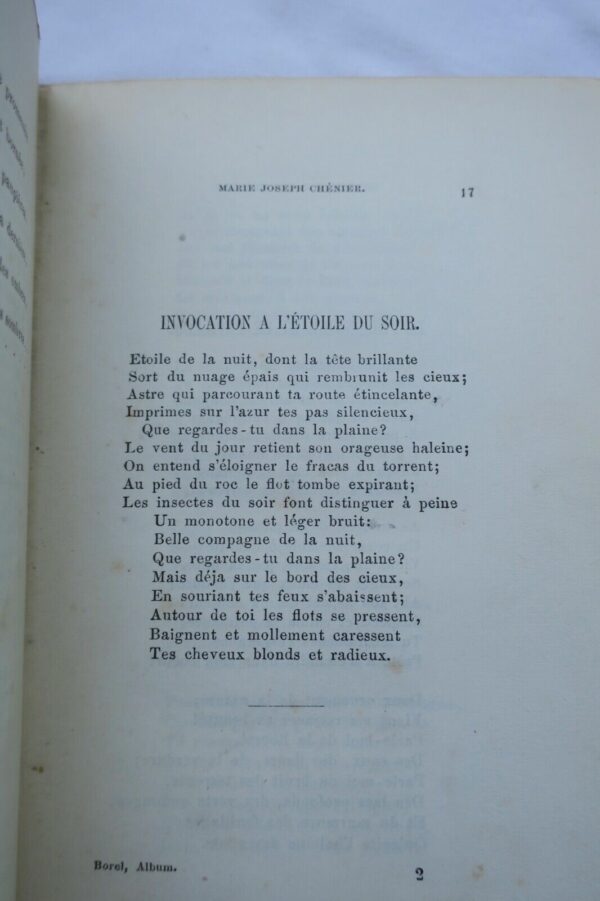 MARIE JOSEPH CHÉNIER. 17
INVOCATION A L'ÉTOILE DU SOIR.
Etoile de la nuit, dont la tête brillante
Sort du nuage épais qui rembrunit les cieux;
Astre qui parcourant ta route étincelante,
Imprimes sur l'azur tes pas silencieux,
Que regardes-tu dans la plaine?
Le vent du jour retient son orageuse haleine;
On entend s'éloigner le fracas du torrent;
Au pied du roc le flot tombe expirant;
Les insectes du soir font distinguer à peine
Un monotone et léger bruit:
Belle compagne de la nuit,
Que regardes-tu dans la plaine?
Mais déja sur le bord des cieux,
En souriant tes feux s'abaissent;
Autour de toi les flots se pressent,
Baignent et mollement caressent
Tes cheveux blonds et radieux.
Borel, Album. 2